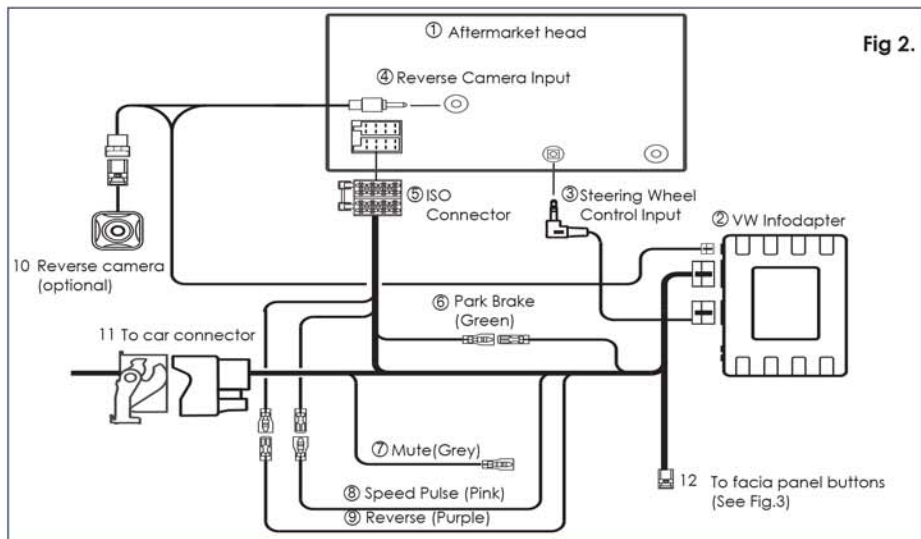 ① Aftermarket head
Fig 2.
④ Reverse Camera Input
⑤ ISO
Connector
③ Steering Wheel
Control Input
② VW Infodapter
10 Reverse camera
(optional)
⑥ Park Brake
(Green)
11 To car connector
⑦ Mute(Grey)
12 To facia panel buttons
(See Fig.3)
⑧ Speed Pulse (Pink)
⑨ Reverse (Purple)